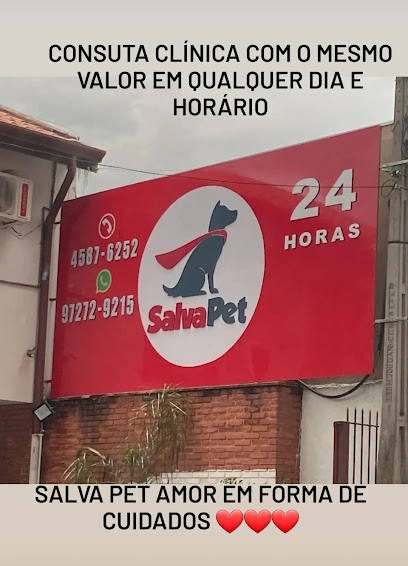 CONSUTA CLÍNICA COM O MESMO
VALOR EM QUALQUER DIA E
HORÁRIO
24
HORAS
4587-6252
97272-9215
SalvaPet
SALVA PET AMOR EM FORMA DE
CUIDADOS ❤️❤️❤️